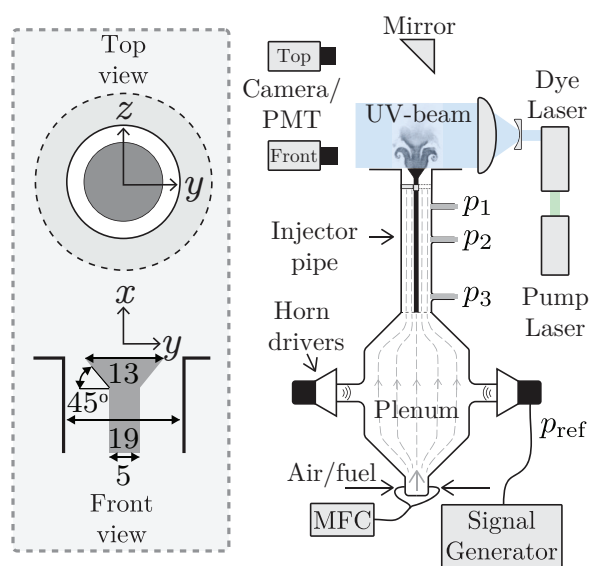 Top
view
z
y
x
y
13
45°
19
5
Front
view
Mirror
Top
Camera/
PMT
Front
UV-beam
Dye
Laser
p1
p2
p3
Injector
pipe
Pump
Laser
Horn
drivers
Plenum
pref
Air/fuel
MFC
Signal
Generator